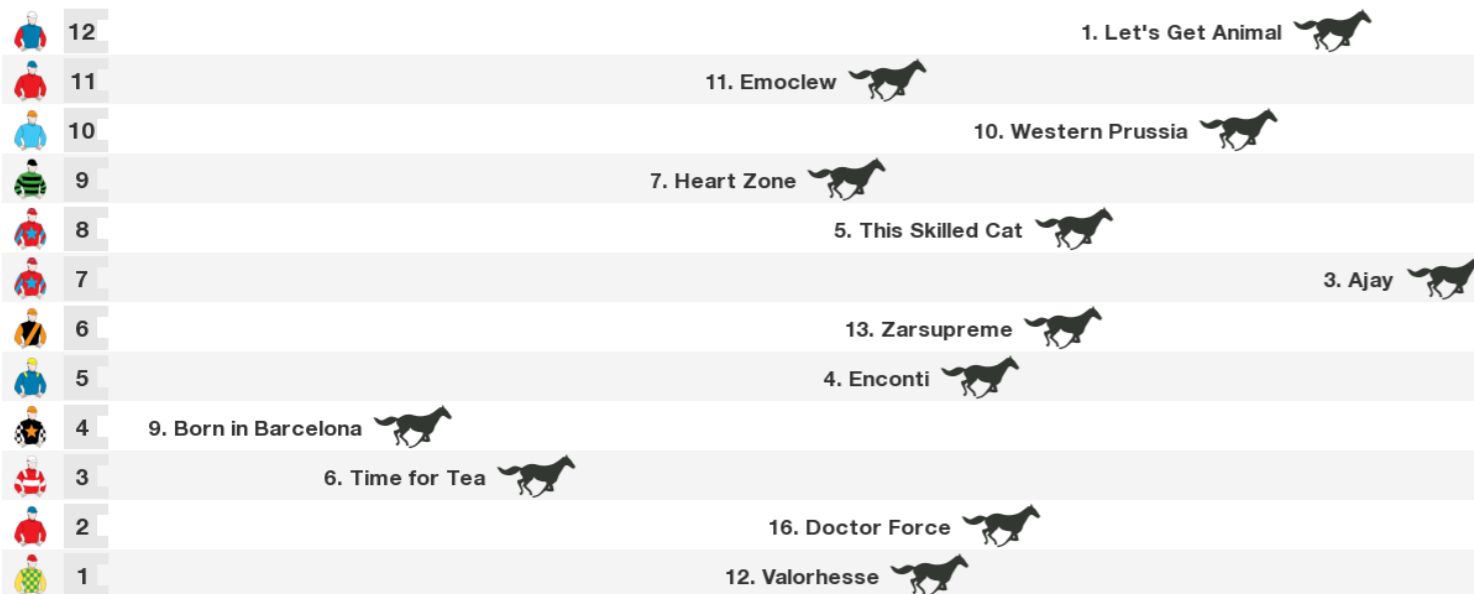 12 1. Let's Get Animal
11 11. Emoclew
10 10. Western Prussia
9 7. Heart Zone
8 5. This Skilled Cat
7 3. Ajay
6 13. Zarsupreme
5 4. Enconti
4 9. Born in Barcelona
3 6. Time for Tea
2 16. Doctor Force
1 12. Valorhesse